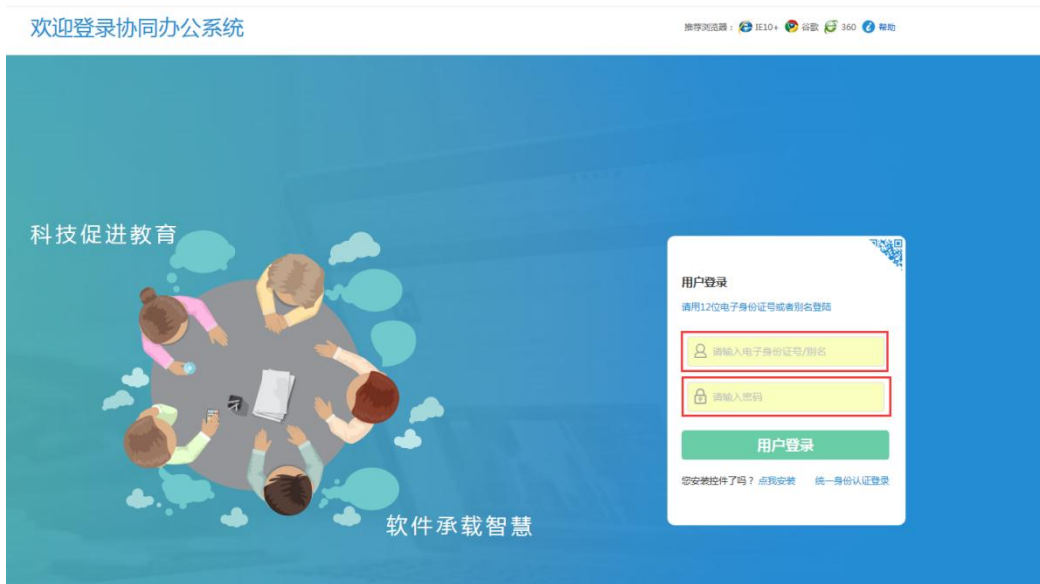 欢迎登录协同办公系统
推荐浏览器： IE10+ 谷歌 360 帮助
科技促进教育
用户登录
请用12位电子身份证号或者别名登陆
请输入电子身份证号/别名
请输入密码
用户登录
您安装控件了吗？ 点我安装 统一身份认证登录
软件承载智慧